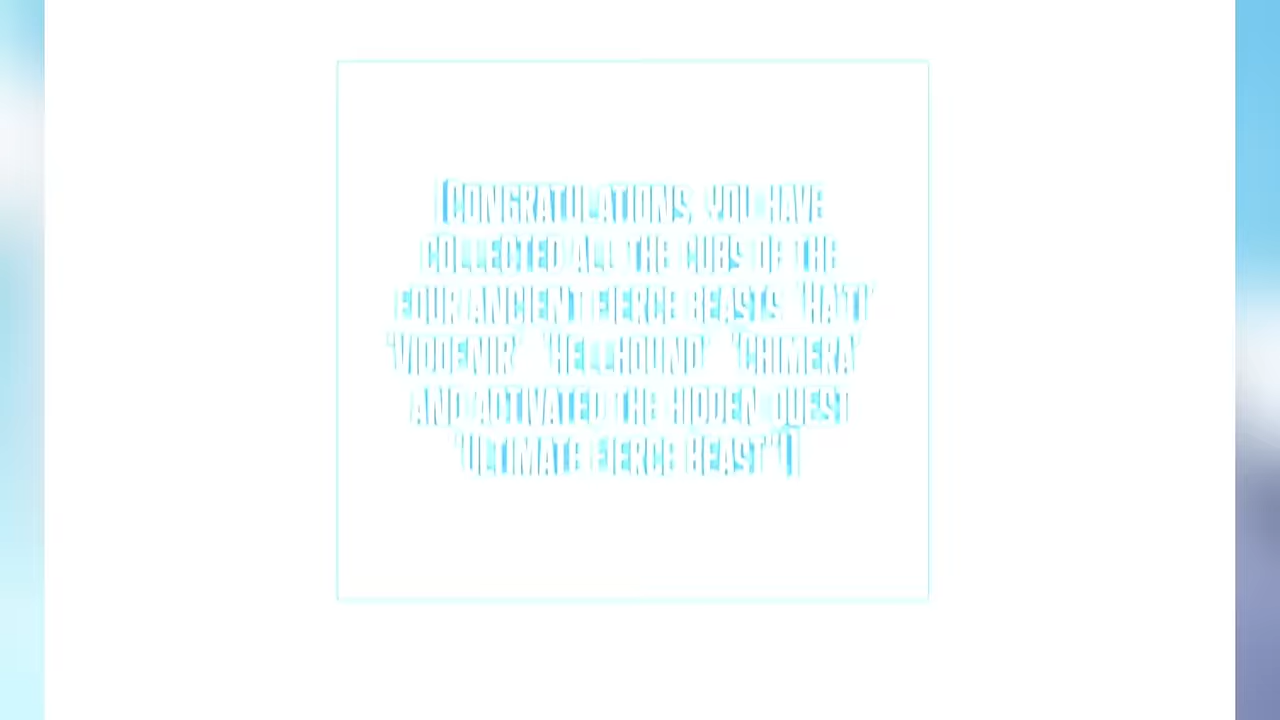 [CONGRATULATIONS, YOU HAVE
COLLECTED ALL THE CUBS OF THE
FOUR ANCIENT FIERCE BEASTS 'HATI'
'VIDOFNIR' 'HELLHOUND' 'CHIMERA'
AND ACTIVATED THE HIDDEN QUEST
'ULTIMATE FIERCE BEAST'!]